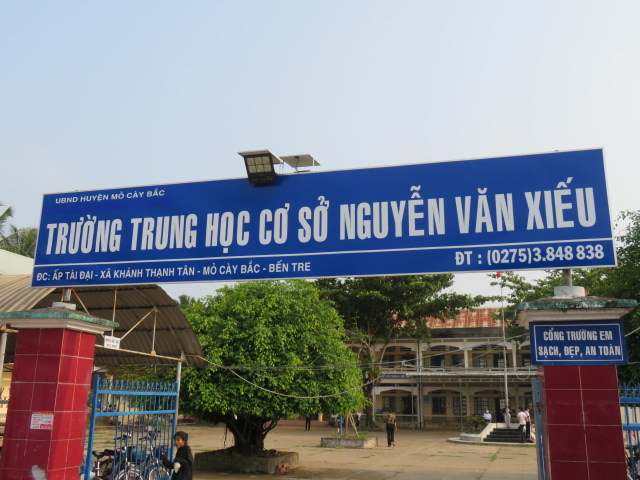 UBND HUYỆN MỎ CÀY BẮC
TRƯỜNG TRUNG HỌC CƠ SỞ NGUYỄN VĂN XIẾU
ĐC: ẤP TÀI ĐẠI - XÃ KHÁNH THẠNH TÂN - MỎ CÀY BẮC - BẾN TRE
ĐT : (0275)3.848 838
CỔNG TRƯỜNG EM
SẠCH, ĐẸP, AN TOÀN